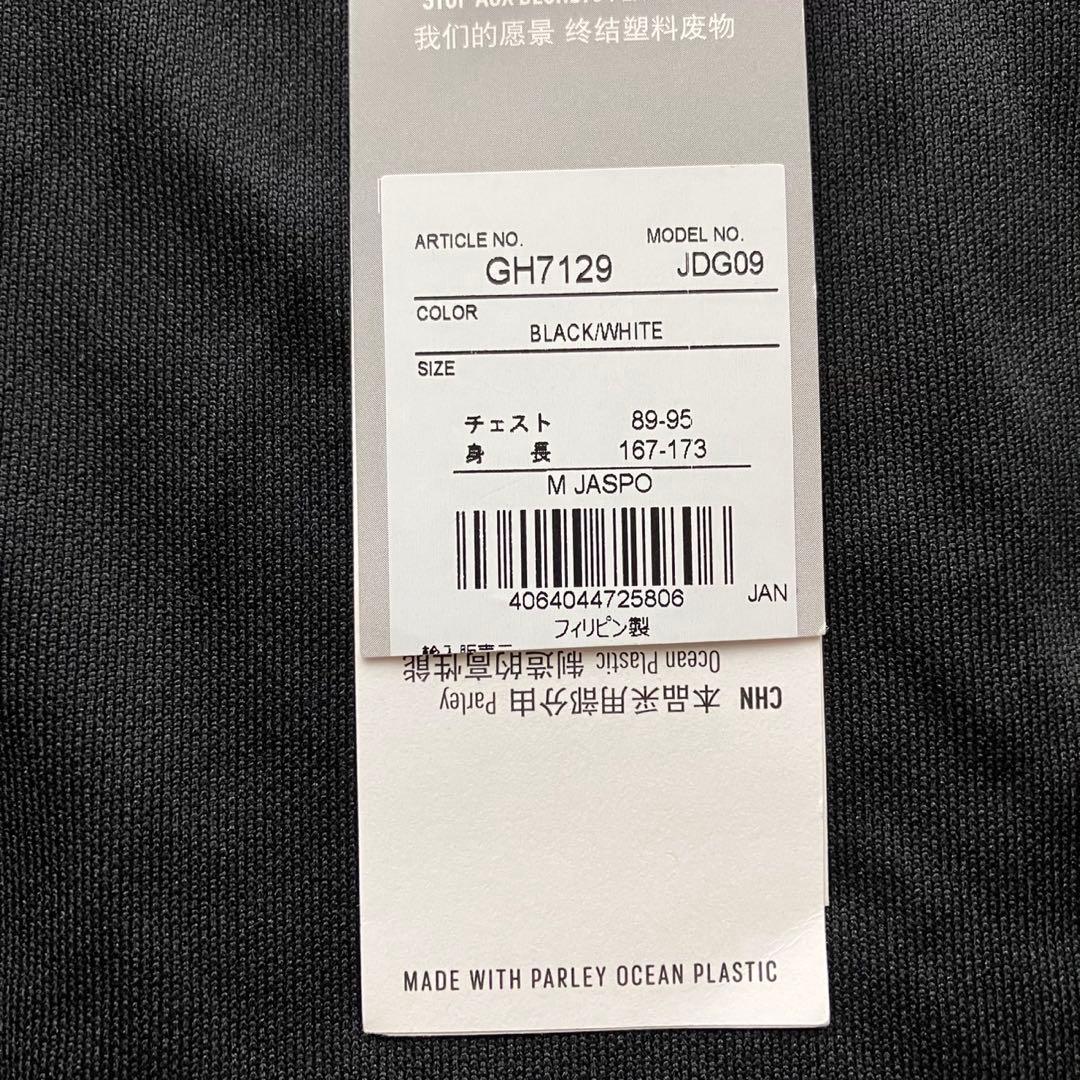 我们的愿景 终结塑料废物
ARTICLE NO. MODEL NO.
GH7129 JDG09
COLOR
BLACK/WHITE
SIZE
チェスト 89-95
身 長 167-173
M JASPO
4064044725806 JAN
フィリピン製
Ocean Plastic 制造的高性能
CHN 本品采用部分由 Parley
MADE WITH PARLEY OCEAN PLASTIC